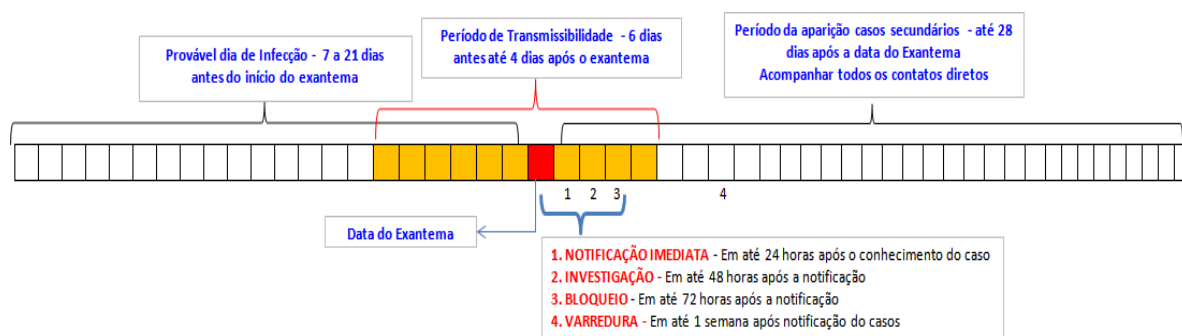 Provável dia de Infecção - 7 a 21 dias
antes do início do exantema
Período de Transmissibilidade - 6 dias
antes até 4 dias após o exantema
Período da aparição casos secundários - até 28
dias após a data do Exantema
Acompanhar todos os contatos diretos
1 2 3 4
Data do Exantema
1. NOTIFICAÇÃO IMEDIATA - Em até 24 horas após o conhecimento do caso
2. INVESTIGAÇÃO - Em até 48 horas após a notificação
3. BLOQUEIO - Em até 72 horas após a notificação
4. VARREDURA - Em até 1 semana após notificação do casos